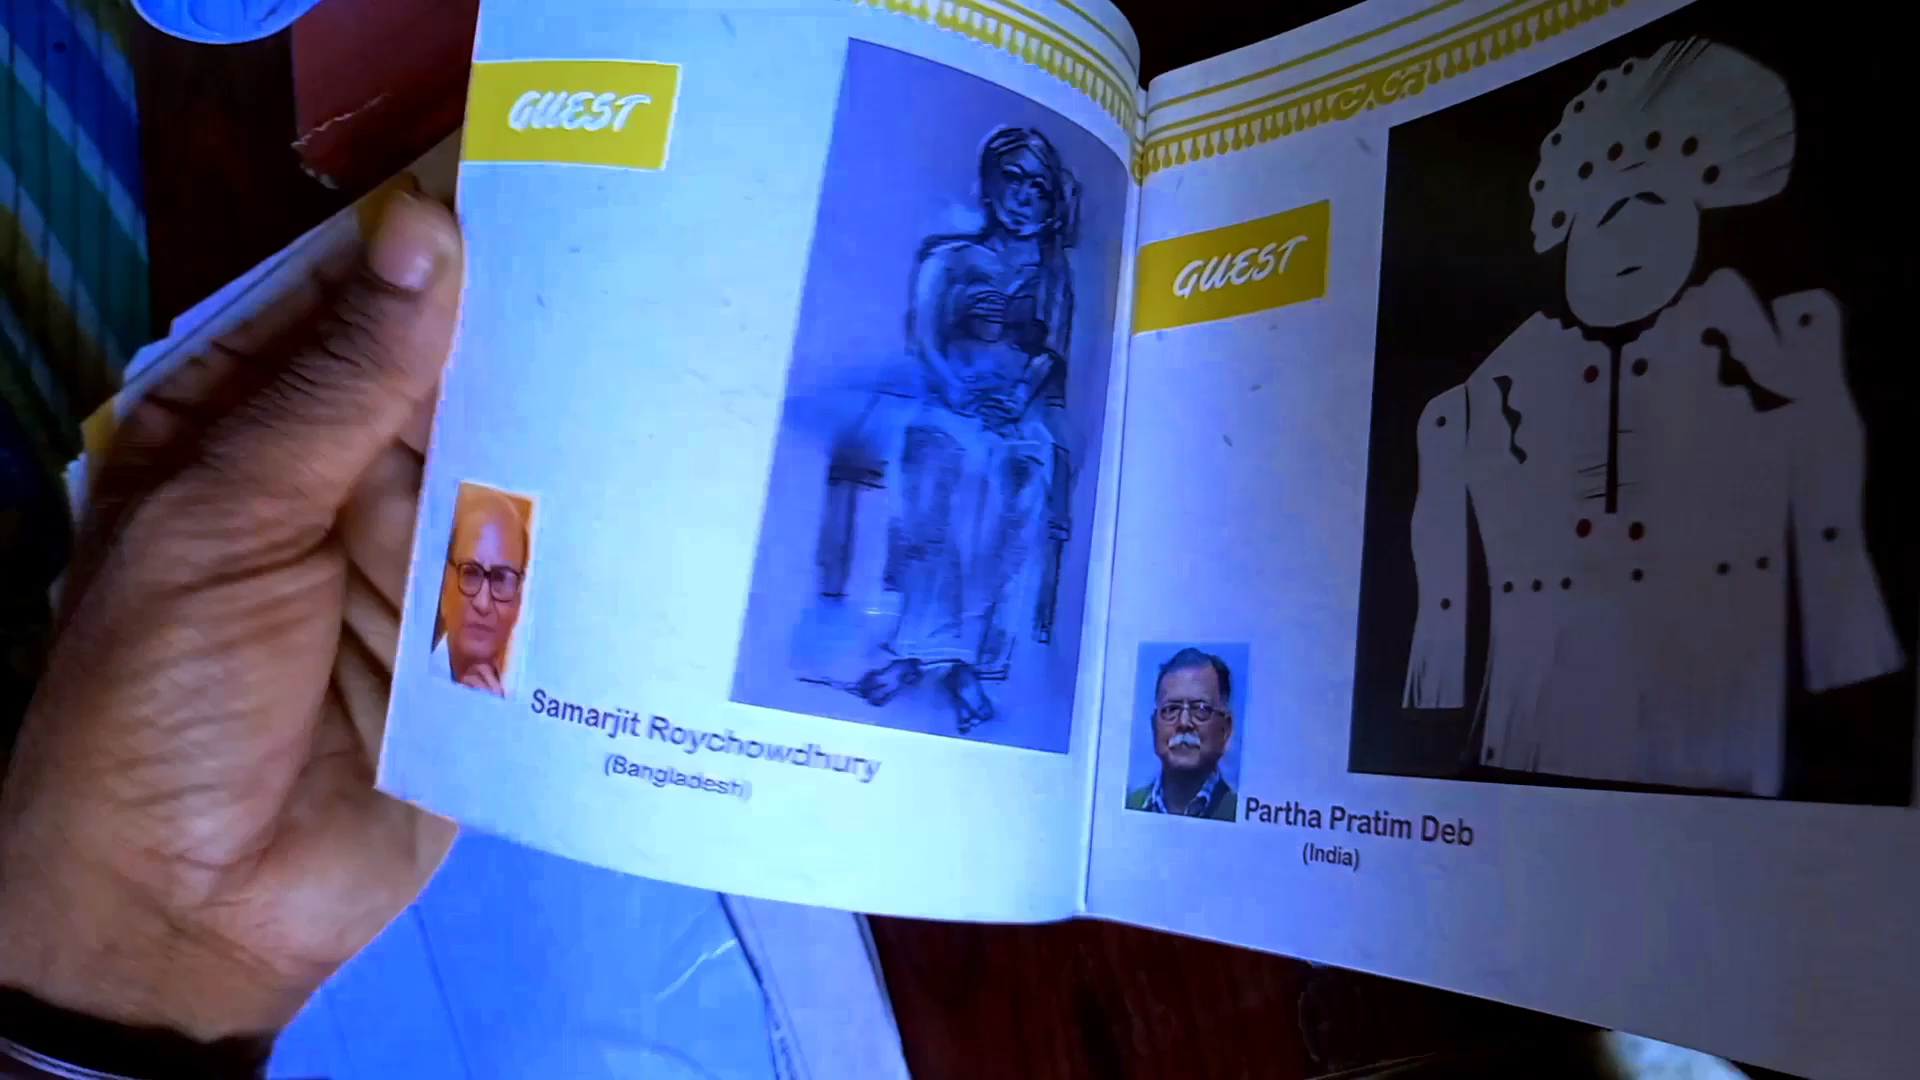 GUEST
Samarjit Roychowdhury
(Bangladesh)
GUEST
Partha Pratim Deb
(India)